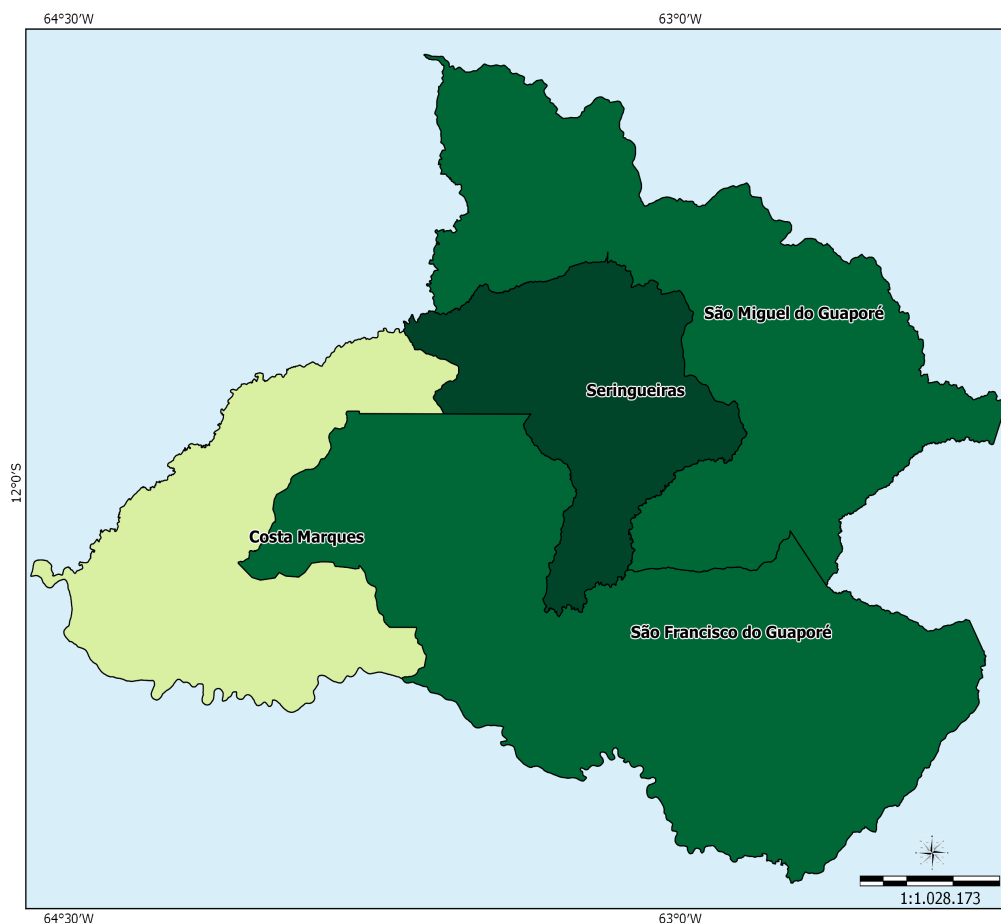 64°30'W
63°0'W
São Miguel do Guaporé
Seringueiras
12°0'S
Costa Marques
São Francisco do Guaporé
1:1.028.173
64°30'W
63°0'W